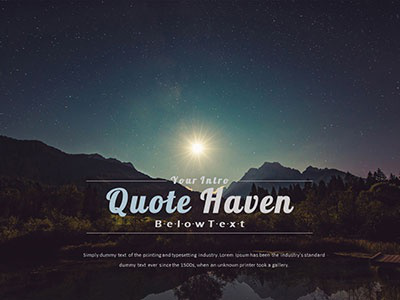 Your Intro
Quote Haven
BelowText
Simply dummy text of the printing and typesetting industry. Lorem Ipsum has been the industry's standard
dummy text ever since the 1500s, when an unknown printer took a gallery.